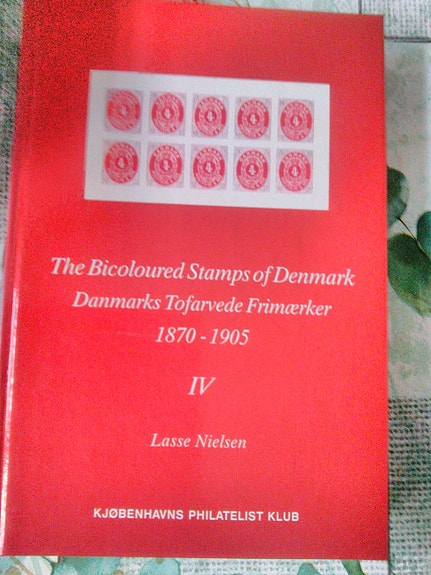 The Bicoloured Stamps of Denmark
Danmarks Tofarvede Frimærker
1870 - 1905
IV
Lasse Nielsen
KJØBENHAVNS PHILATELIST KLUB